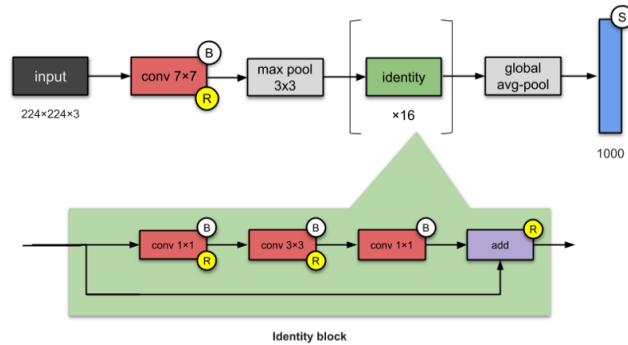 B
S
input
conv 7×7
max pool
3x3
identity
global
avg-pool
R
224×224×3
×16
1000
B
B
B
R
conv 1×1
conv 3×3
conv 1×1
add
R
R
Identity block